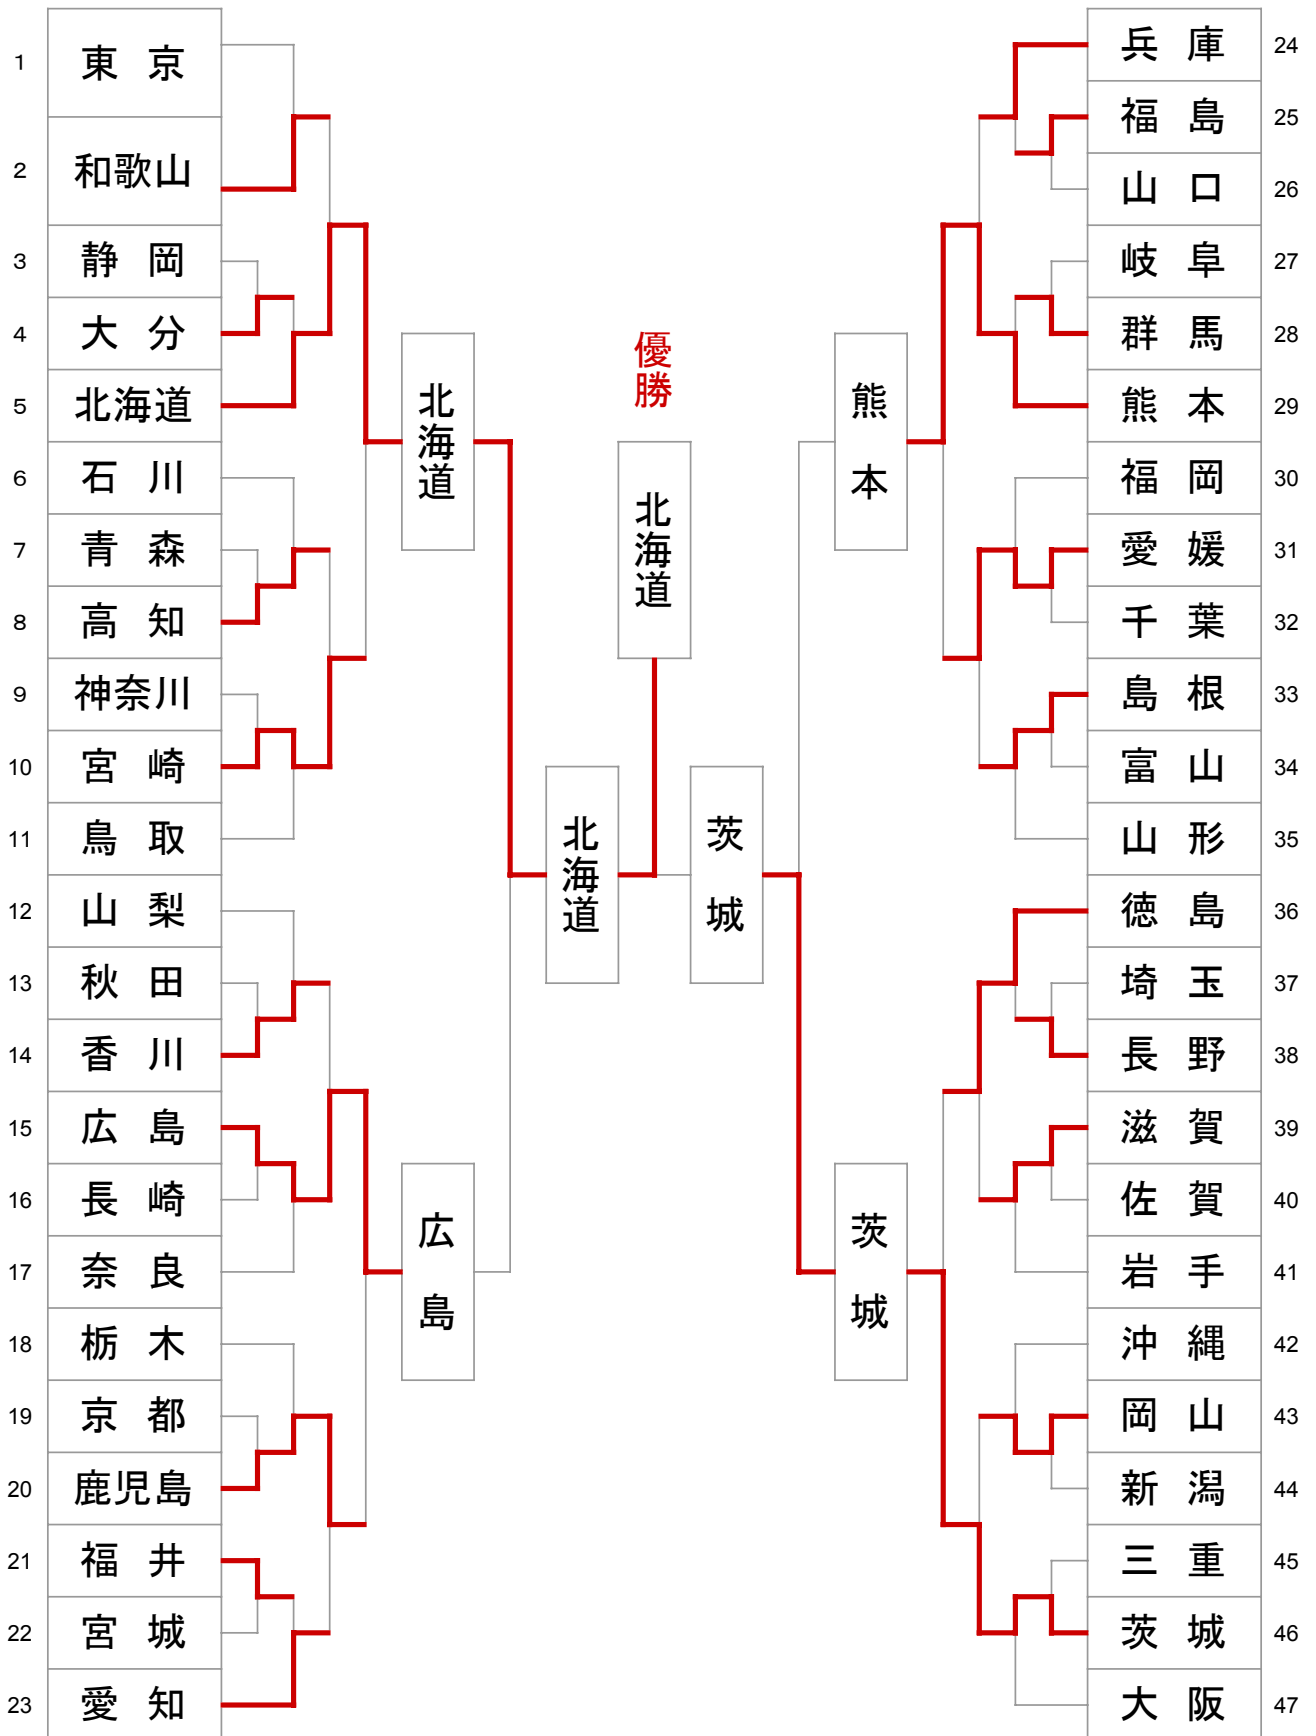 1 東京
2 和歌山
3 静岡
4 大分
5 北海道
6 石川
7 青森
8 高知
9 神奈川
10 宮崎
11 鳥取
12 山梨
13 秋田
14 香川
15 広島
16 長崎
17 奈良
18 栃木
19 京都
20 鹿児島
21 福井
22 宮城
23 愛知
北海道
広島
北海道
優勝
北海道
茨城
熊本
茨城
兵庫 24
福島 25
山口 26
岐阜 27
群馬 28
熊本 29
福岡 30
愛媛 31
千葉 32
島根 33
富山 34
山形 35
徳島 36
埼玉 37
長野 38
滋賀 39
佐賀 40
岩手 41
沖縄 42
岡山 43
新潟 44
三重 45
茨城 46
大阪 47